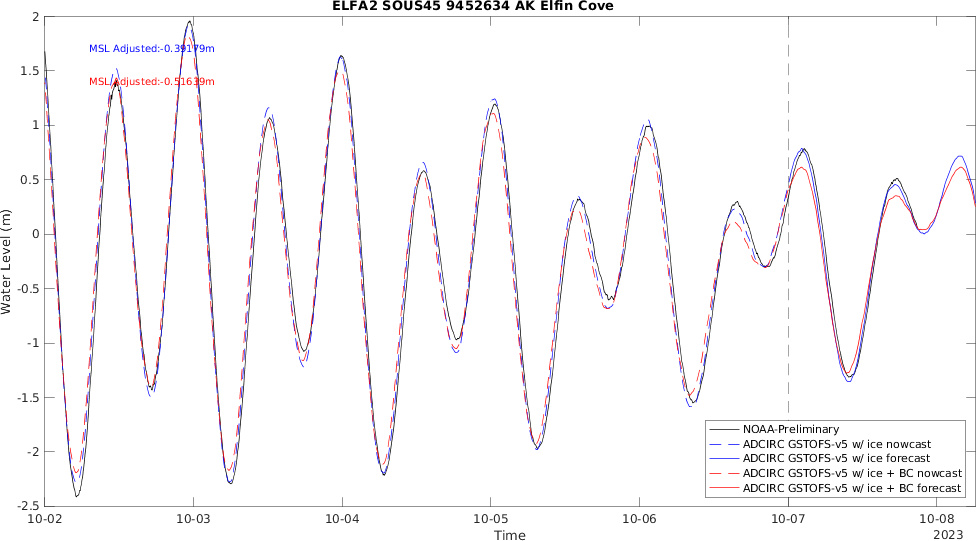 ELFA2 SOUS45 9452634 AK Elfin Cove
2
1.5
1
0.5
0
-0.5
-1
-1.5
-2
-2.5
Water Level (m)
MSL Adjusted:-0.39179m
MSL Adjusted:-0.51639m
NOAA-Preliminary
ADCIRC GSTOFS-v5 w/ ice nowcast
ADCIRC GSTOFS-v5 w/ ice forecast
ADCIRC GSTOFS-v5 w/ ice + BC nowcast
ADCIRC GSTOFS-v5 w/ ice + BC forecast
10-02 10-03 10-04 10-05 10-06 10-07 10-08
Time
2023